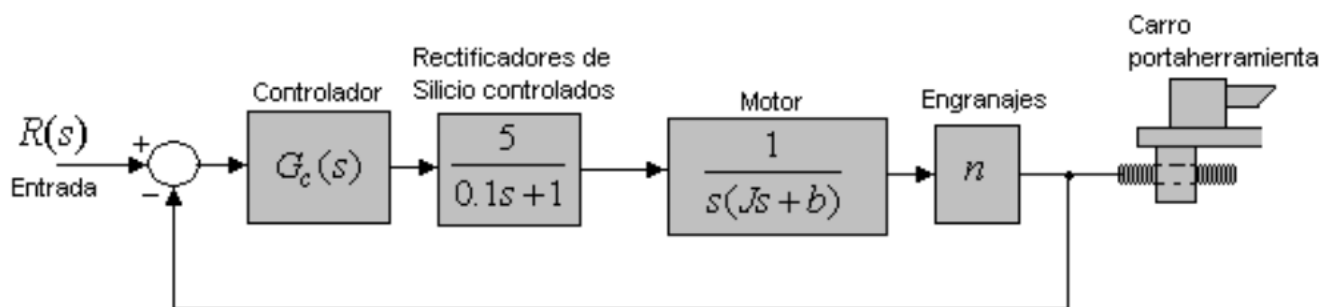 Carro
portaherramienta
Rectificadores de
Silicio controlados
Controlador
Motor
Engranajes
R(s)
Entrada
+
−
G_c(s)
5
0.1s+1
1
s(Js+b)
n